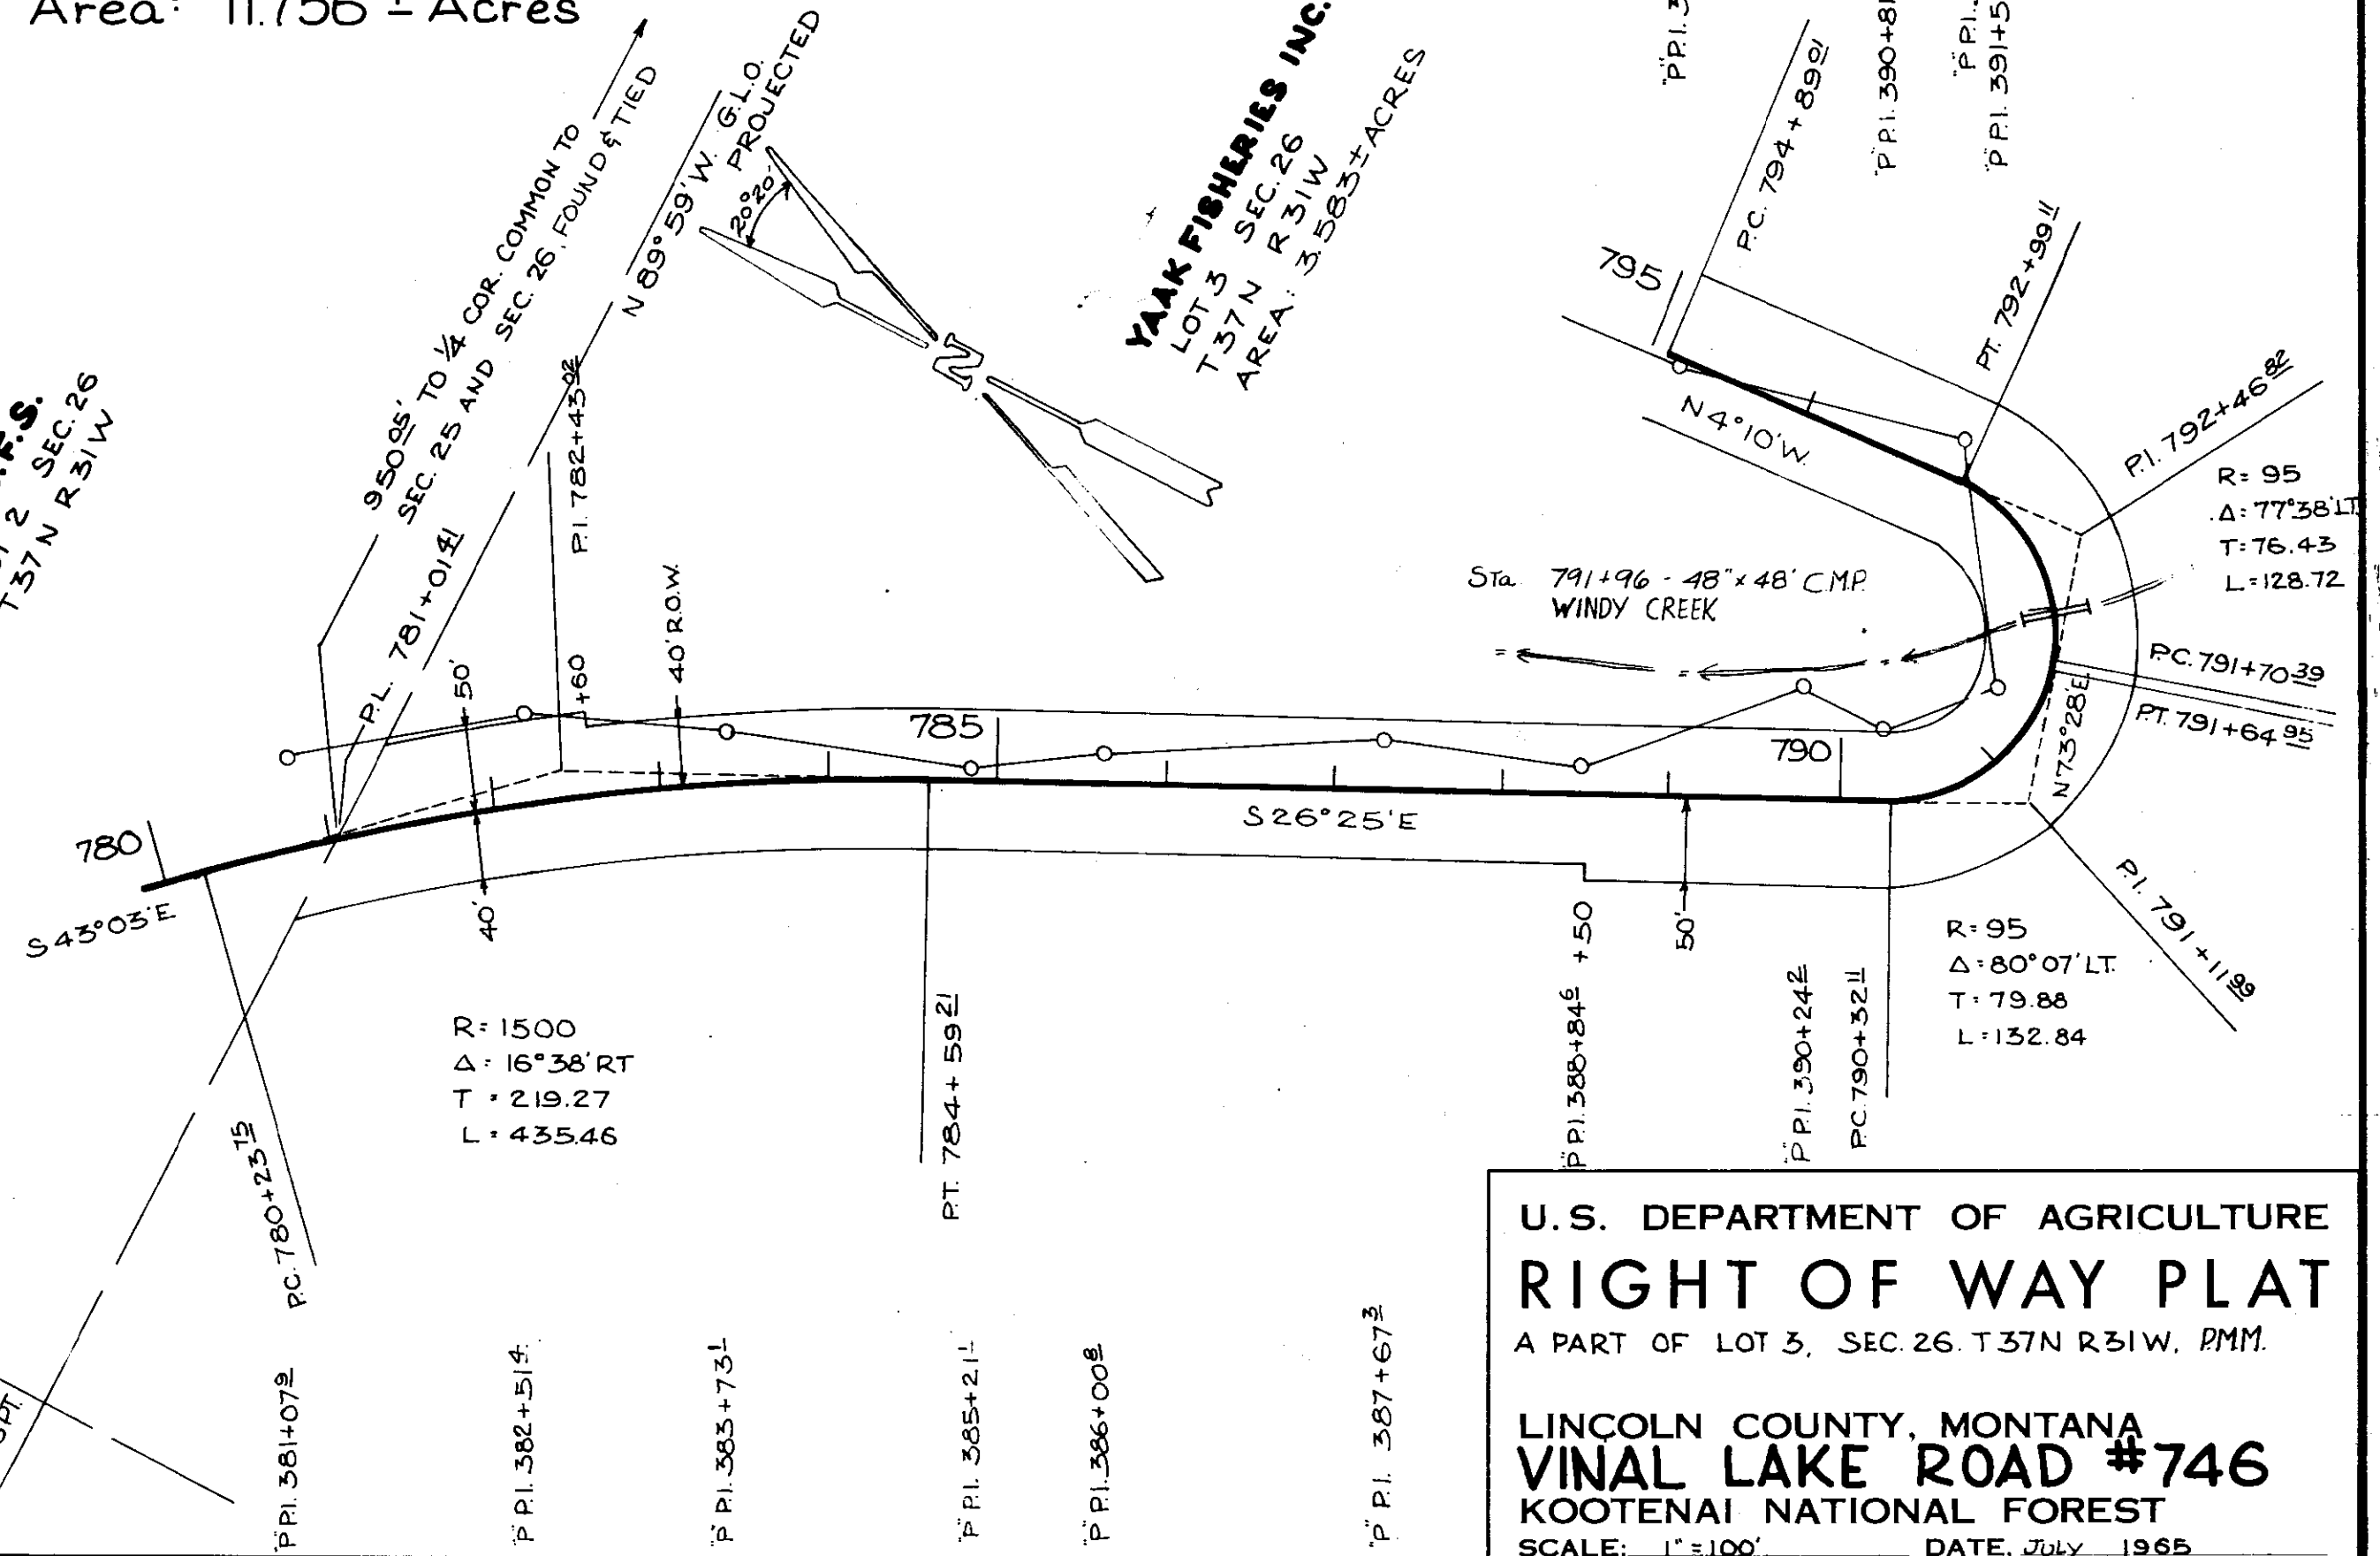 Area: 11.756 ± Acres
SEC. 26
T37N R31W
950 05' TO 1/4 COR. COMMON TO
SEC. 25 AND SEC. 26, FOUND & TIED
N 89°59'W. G.L.O.
PROJECTED
20°20'
N
YAAK FISHERIES INC.
LOT 3 SEC. 26
T 37 N R 31W
AREA: 3.583 ± ACRES
P.C. 794+89 01
"P" P.I. 390+81
"P" P.I. 391+5
795
P.T. 792+99 11
N 4°10'W.
P.I. 792+46 82
R= 95
Δ: 77°38' LT.
T= 76.43
L= 128.72
P.L. 781+01 41
P.I. 782+43 02
+60
50'
40' R.O.W.
Sta. 791+96 - 48" x 48' C.M.P.
WINDY CREEK
P.C. 791+70 39
P.T. 791+64 95
N73°28'E
780
785
790
S 43°03'E
S 26°25'E
40'
50'
P.I. 791+11 99
R= 95
Δ: 80°07' LT.
T: 79.88
L= 132.84
R= 1500
Δ: 16°38' RT
T = 219.27
L = 435.46
P.C. 780+23 75
P.T. 784+59 21
"P" P.I. 388+84 6
+50
"P" P.I. 390+24 2
P.C. 790+32 11
"P" P.I. 381+07 9
"P" P.I. 382+51 4
"P" P.I. 383+73 1
"P" P.I. 385+21 1
"P" P.I. 386+00 8
"P" P.I. 387+67 3
U.S. DEPARTMENT OF AGRICULTURE
RIGHT OF WAY PLAT
A PART OF LOT 3, SEC. 26. T 37N R31W, P.M.M.
LINCOLN COUNTY, MONTANA
VINAL LAKE ROAD #746
KOOTENAI NATIONAL FOREST
SCALE: 1" = 100' DATE, JULY 1965